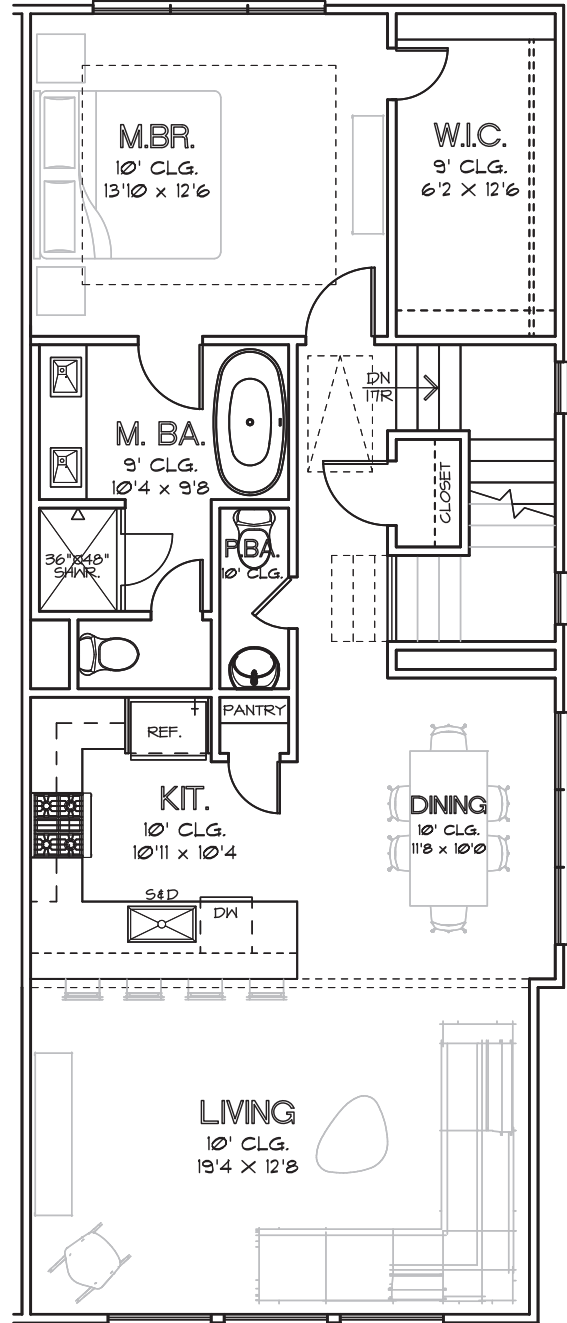 M.BR.
10' CLG.
13'10 x 12'6
W.I.C.
9' CLG.
6'2 x 12'6
DN
17R
M. BA.
9' CLG.
10'4 x 9'8
CLOSET
36"x48"
SHWR.
P.BA.
10' CLG.
REF.
PANTRY
KIT.
10' CLG.
10'11 x 10'4
DINING
10' CLG.
11'8 x 10'0
S&D
DW
LIVING
10' CLG.
19'4 X 12'8